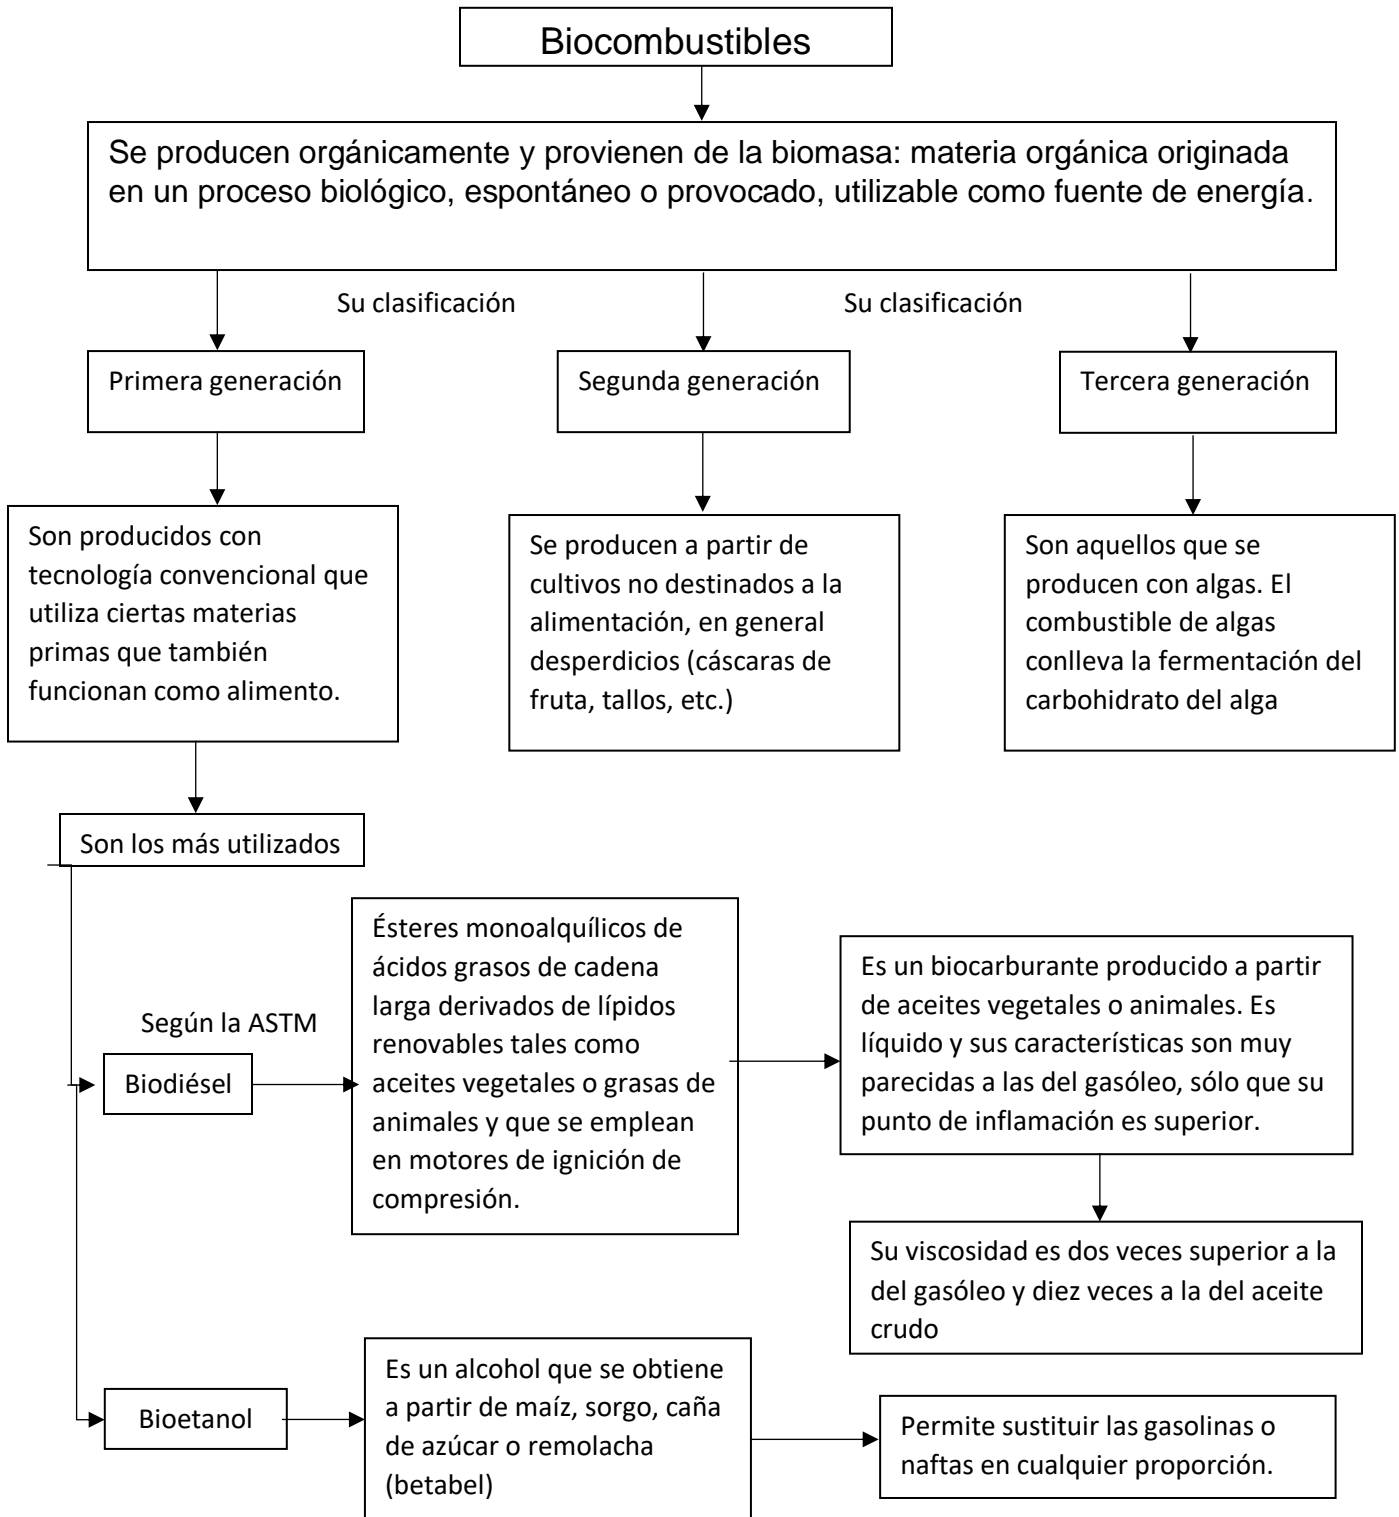 Biocombustibles
Se producen orgánicamente y provienen de la biomasa: materia orgánica originada
en un proceso biológico, espontáneo o provocado, utilizable como fuente de energía.
Su clasificación
Su clasificación
Primera generación
Segunda generación
Tercera generación
Son producidos con
tecnología convencional que
utiliza ciertas materias
primas que también
funcionan como alimento.
Se producen a partir de
cultivos no destinados a la
alimentación, en general
desperdicios (cáscaras de
fruta, tallos, etc.)
Son aquellos que se
producen con algas. El
combustible de algas
conlleva la fermentación del
carbohidrato del alga
Son los más utilizados
Según la ASTM
Biodiésel
Ésteres monoalquílicos de
ácidos grasos de cadena
larga derivados de lípidos
renovables tales como
aceites vegetales o grasas de
animales y que se emplean
en motores de ignición de
compresión.
Es un biocarburante producido a partir
de aceites vegetales o animales. Es
líquido y sus características son muy
parecidas a las del gasóleo, sólo que su
punto de inflamación es superior.
Su viscosidad es dos veces superior a la
del gasóleo y diez veces a la del aceite
crudo
Bioetanol
Es un alcohol que se obtiene
a partir de maíz, sorgo, caña
de azúcar o remolacha
(betabel)
Permite sustituir las gasolinas o
naftas en cualquier proporción.